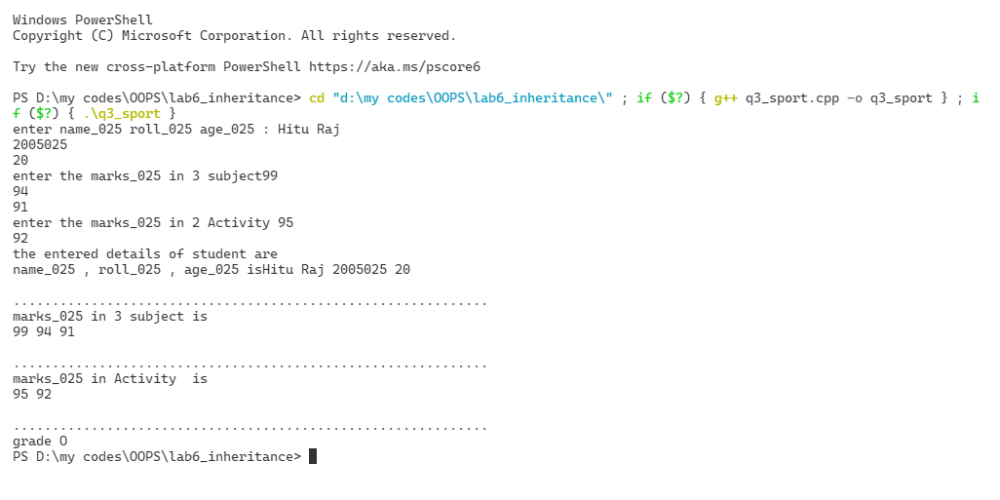 Windows PowerShell
Copyright (C) Microsoft Corporation. All rights reserved.
Try the new cross-platform PowerShell https://aka.ms/pscore6
PS D:\my codes\OOPS\lab6_inheritance> cd "d:\my codes\OOPS\lab6_inheritance\" ; if ($?) { g++ q3_sport.cpp -o q3_sport } ; i
f ($?) { .\q3_sport }
enter name_025 roll_025 age_025 : Hitu Raj
2005025
20
enter the marks_025 in 3 subject99
94
91
enter the marks_025 in 2 Activity 95
92
the entered details of student are
name_025 , roll_025 , age_025 isHitu Raj 2005025 20
.............................................................
marks_025 in 3 subject is
99 94 91
.............................................................
marks_025 in Activity  is
95 92
.............................................................
grade O
PS D:\my codes\OOPS\lab6_inheritance>